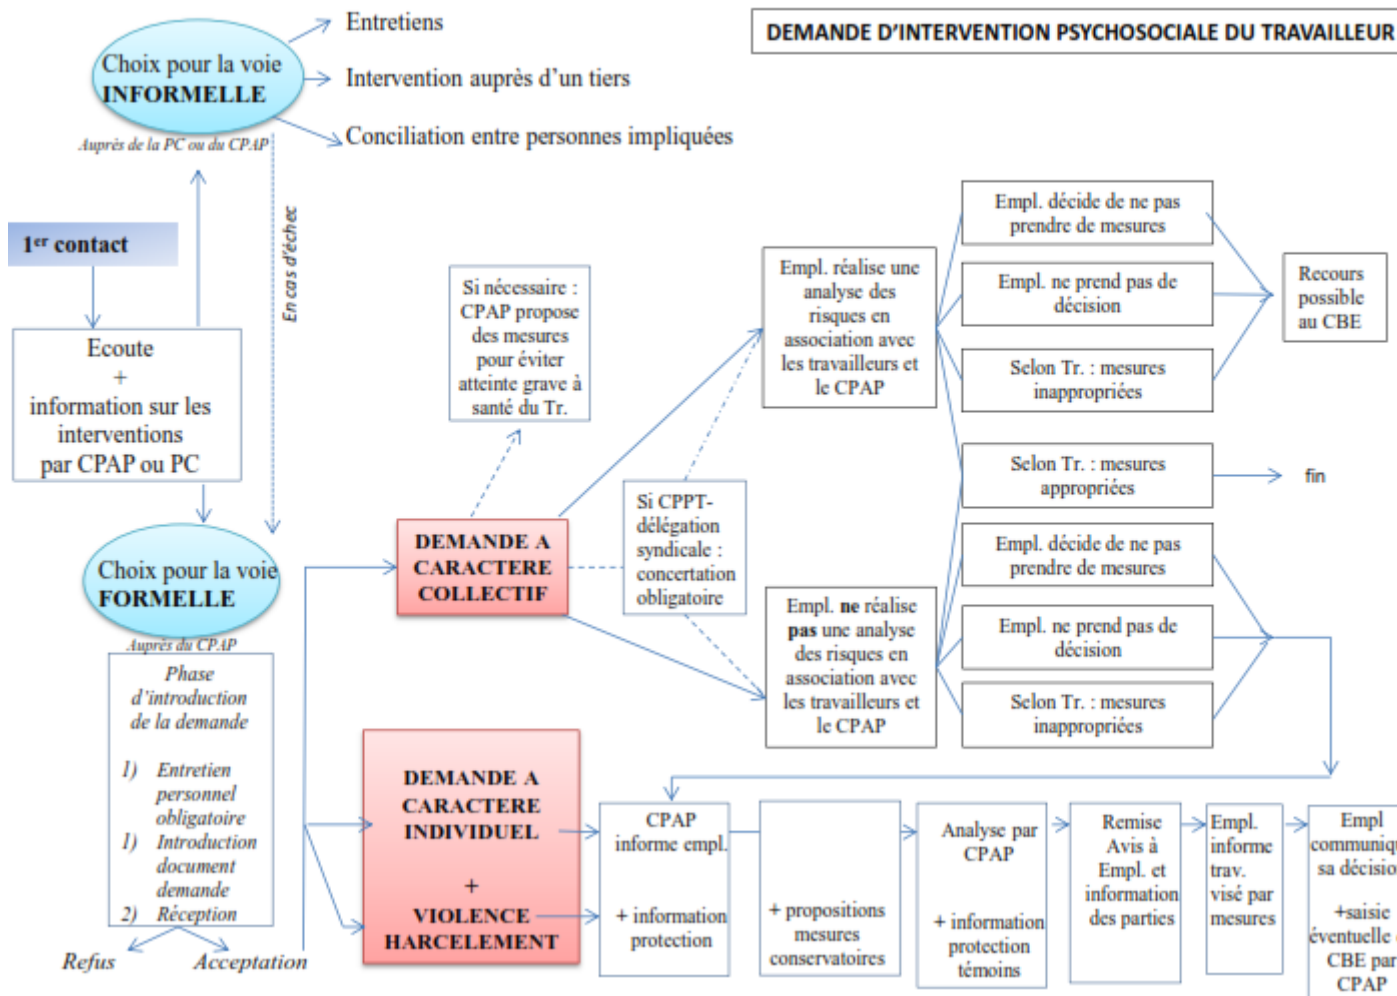 DEMANDE D'INTERVENTION PSYCHOSOCIALE DU TRAVAILLEUR
Choix pour la voie
INFORMELLE
Auprès de la PC ou du CPAP
Entretiens
Intervention auprès d'un tiers
Conciliation entre personnes impliquées
En cas d'échec
1er contact
Ecoute
+
information sur les
interventions
par CPAP ou PC
Choix pour la voie
FORMELLE
Auprès du CPAP
Phase
d'introduction
de la demande
1) Entretien
personnel
obligatoire
1) Introduction
document
demande
2) Réception
Refus
Acceptation
Si nécessaire :
CPAP propose
des mesures
pour éviter
atteinte grave à
santé du Tr.
DEMANDE A
CARACTERE
COLLECTIF
Si CPPT-
délégation
syndicale :
concertation
obligatoire
Empl. réalise une
analyse des
risques en
association avec
les travailleurs et
le CPAP
Empl. décide de ne pas
prendre de mesures
Empl. ne prend pas de
décision
Selon Tr. : mesures
inappropriées
Recours
possible
au CBE
Selon Tr. : mesures
appropriées
fin
Empl. ne réalise
pas une analyse
des risques en
association avec
les travailleurs et
le CPAP
Empl. décide de ne pas
prendre de mesures
Empl. ne prend pas de
décision
Selon Tr. : mesures
inappropriées
DEMANDE A
CARACTERE
INDIVIDUEL
+
VIOLENCE
HARCELEMENT
CPAP
informe empl.
+ information
protection
+ propositions
mesures
conservatoires
Analyse par
CPAP
+ information
protection
témoins
Remise
Avis à
Empl. et
information
des parties
Empl.
informe
trav.
visé par
mesures
Empl
communiqu
sa décision
+saisie
éventuelle
CBE par
CPAP